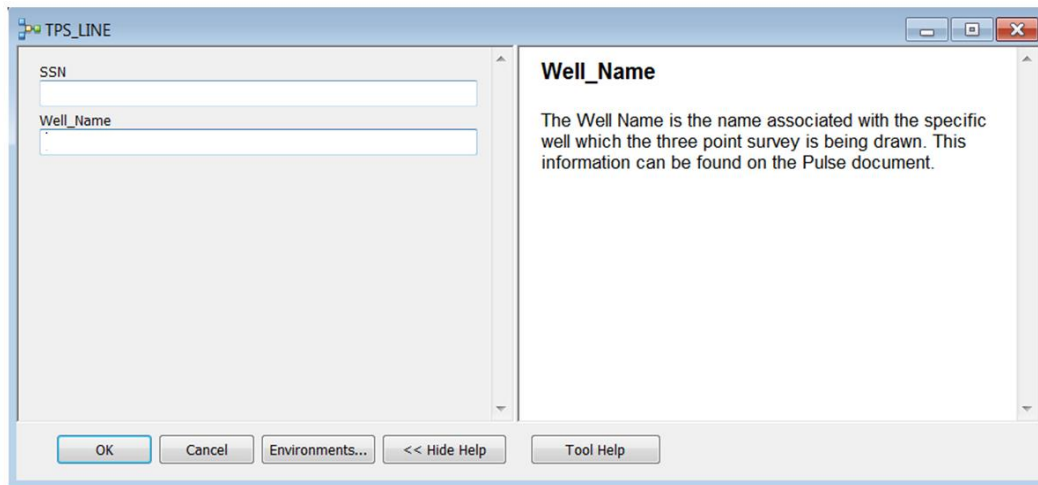 TPS_LINE
SSN
Well_Name
Well_Name
The Well Name is the name associated with the specific
well which the three point survey is being drawn. This
information can be found on the Pulse document.
OK
Cancel
Environments...
<< Hide Help
Tool Help